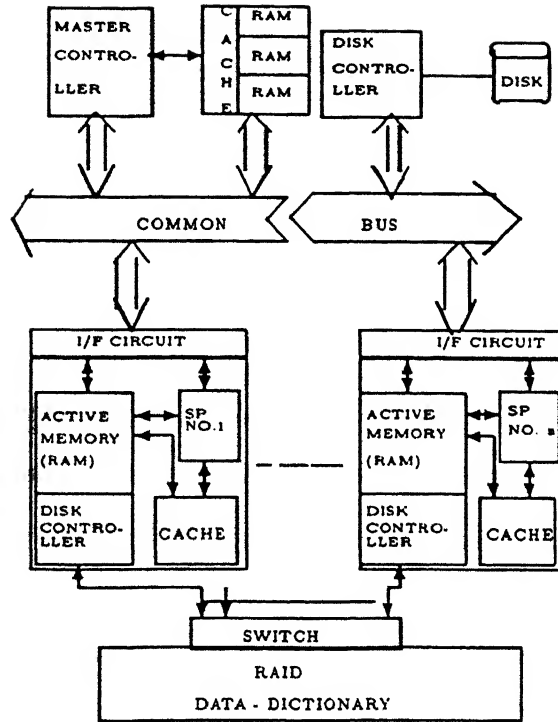 MASTER
CONTRO-
LLER
CACHE
RAM
RAM
RAM
DISK
CONTRO-
LLER
DISK
COMMON
BUS
I/F CIRCUIT
ACTIVE
MEMORY
(RAM)
DISK
CONTRO-
LLER
SP
NO.1
CACHE
I/F CIRCUIT
ACTIVE
MEMORY
(RAM)
DISK
CONTRO-
LLER
SP
NO.
CACHE
SWITCH
RAID
DATA - DICTIONARY